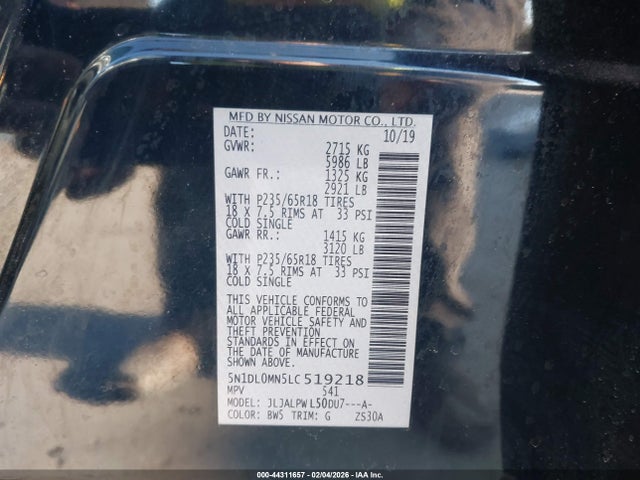 MFD BY NISSAN MOTOR CO., LTD.
DATE: 10/19
GVWR: 2715 KG
5986 LB
GAWR FR.: 1325 KG
2921 LB
WITH P235/65R18 TIRES
18 X 7.5 RIMS AT 33 PSI
COLD SINGLE
GAWR RR.: 1415 KG
3120 LB
WITH P235/65R18 TIRES
18 X 7.5 RIMS AT 33 PSI
COLD SINGLE
THIS VEHICLE CONFORMS TO
ALL APPLICABLE FEDERAL
MOTOR VEHICLE SAFETY AND
THEFT PREVENTION
STANDARDS IN EFFECT ON
THE DATE OF MANUFACTURE
SHOWN ABOVE.
5N1DL0MN5LC519218
MPV 541
MODEL: JLJALPWL50DU7---A-
COLOR: BW5 TRIM: G ZS30A
000-44311657 - 02/04/2026 - IAA Inc.